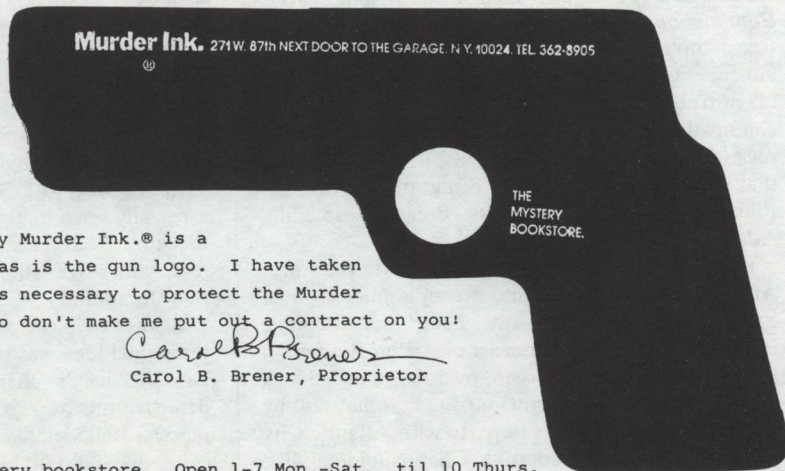 Murder Ink. 271 W. 87th NEXT DOOR TO THE GARAGE. N.Y. 10024. TEL. 362-8905
®
THE
MYSTERY
BOOKSTORE.
y Murder Ink.® is a
as is the gun logo. I have taken
s necessary to protect the Murder
o don't make me put out a contract on you!
Carol B. Brener
Carol B. Brener, Proprietor
ery bookstore. Open 1-7 Mon.-Sat., til 10 Thurs.